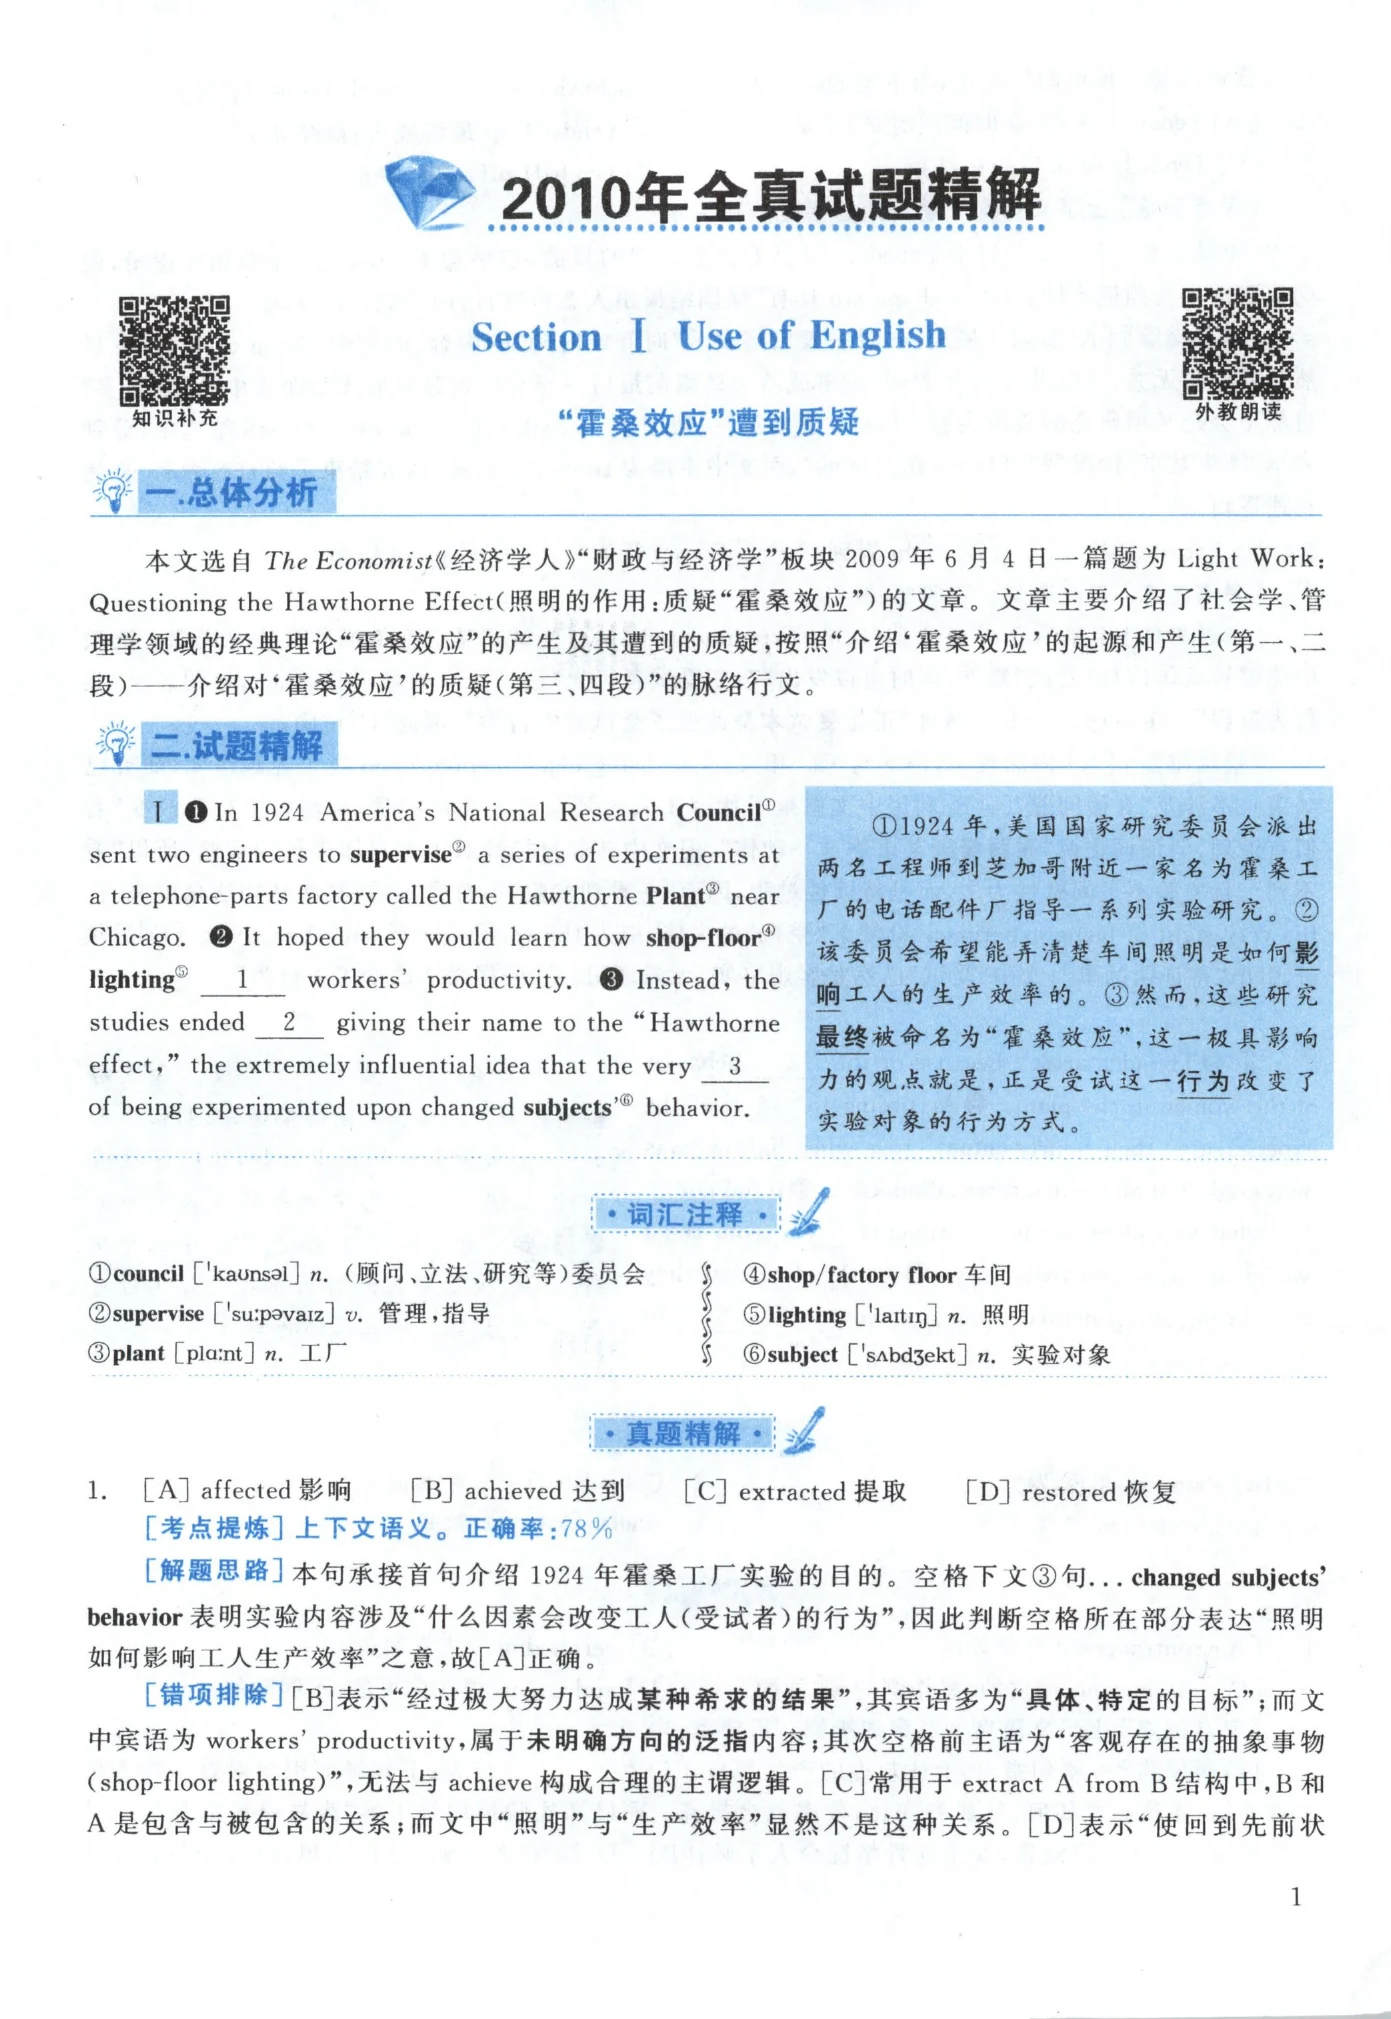 2010年全真试题精解
Section Ⅰ Use of English
知识补充
外教朗读
“霍桑效应”遭到质疑
一.总体分析
本文选自 The Economist《经济学人》“财政与经济学”板块 2009 年 6 月 4 日一篇题为 Light Work:
Questioning the Hawthorne Effect(照明的作用:质疑“霍桑效应”)的文章。文章主要介绍了社会学、管
理学领域的经典理论“霍桑效应”的产生及其遭到的质疑,按照“介绍‘霍桑效应’的起源和产生(第一、二
段)——介绍对‘霍桑效应’的质疑(第三、四段)”的脉络行文。
二.试题精解
Ⅰ ❶ In 1924 America's National Research Council①
sent two engineers to supervise② a series of experiments at
a telephone-parts factory called the Hawthorne Plant③ near
Chicago. ❷ It hoped they would learn how shop-floor④
lighting⑤ 1 workers' productivity. ❸ Instead, the
studies ended 2 giving their name to the “Hawthorne
effect,” the extremely influential idea that the very 3
of being experimented upon changed subjects'⑥ behavior.
①1924 年,美国国家研究委员会派出
两名工程师到芝加哥附近一家名为霍桑工
厂的电话配件厂指导一系列实验研究。②
该委员会希望能弄清楚车间照明是如何影
响工人的生产效率的。③然而,这些研究
最终被命名为“霍桑效应”,这一极具影响
力的观点就是,正是受试这一行为改变了
实验对象的行为方式。
·词汇注释·
①council [ˈkaʊnsəl] n. (顾问、立法、研究等)委员会
②supervise [ˈsuːpəvaɪz] v. 管理,指导
③plant [plɑːnt] n. 工厂
④shop/factory floor 车间
⑤lighting [ˈlaɪtɪŋ] n. 照明
⑥subject [ˈsʌbdʒekt] n. 实验对象
·真题精解·
1. [A] affected 影响 [B] achieved 达到 [C] extracted 提取 [D] restored 恢复
[考点提炼] 上下文语义。正确率:78%
[解题思路] 本句承接首句介绍 1924 年霍桑工厂实验的目的。空格下文③句... changed subjects'
behavior 表明实验内容涉及“什么因素会改变工人(受试者)的行为”,因此判断空格所在部分表达“照明
如何影响工人生产效率”之意,故[A]正确。
[错项排除] [B]表示“经过极大努力达成某种希求的结果”,其宾语多为“具体、特定的目标”;而文
中宾语为 workers' productivity,属于未明确方向的泛指内容;其次空格前主语为“客观存在的抽象事物
(shop-floor lighting)”,无法与 achieve 构成合理的主谓逻辑。[C]常用于 extract A from B 结构中,B 和
A 是包含与被包含的关系;而文中“照明”与“生产效率”显然不是这种关系。[D]表示“使回到先前状
1